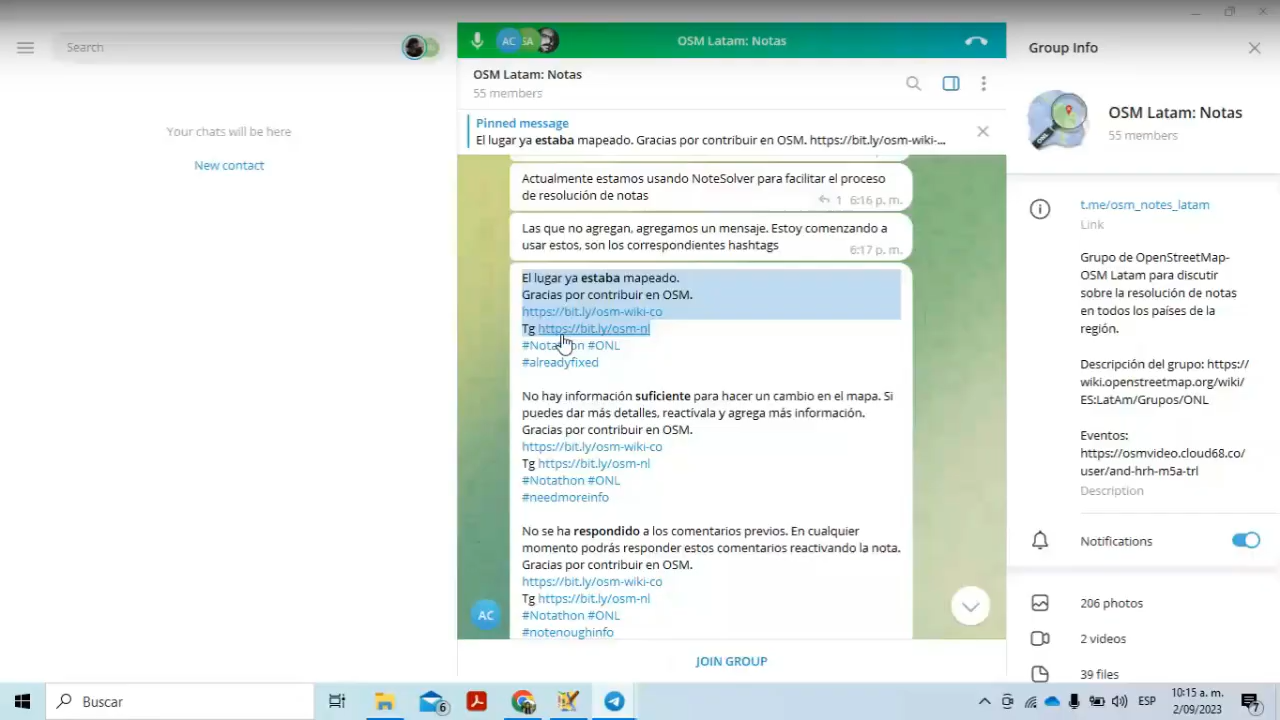 Search
Your chats will be here
New contact
AC SA
OSM Latam: Notas
OSM Latam: Notas
55 members
Pinned message
El lugar ya estaba mapeado. Gracias por contribuir en OSM. https://bit.ly/osm-wiki-...
Actualmente estamos usando NoteSolver para facilitar el proceso
de resolución de notas
1 6:16 p. m.
Las que no agregan, agregamos un mensaje. Estoy comenzando a
usar estos, son los correspondientes hashtags
6:17 p. m.
El lugar ya estaba mapeado.
Gracias por contribuir en OSM.
https://bit.ly/osm-wiki-co
Tg https://bit.ly/osm-nl
#Notathon #ONL
#alreadyfixed
No hay información suficiente para hacer un cambio en el mapa. Si
puedes dar más detalles, reactívala y agrega más información.
Gracias por contribuir en OSM.
https://bit.ly/osm-wiki-co
Tg https://bit.ly/osm-nl
#Notathon #ONL
#needmoreinfo
No se ha respondido a los comentarios previos. En cualquier
momento podrás responder estos comentarios reactivando la nota.
Gracias por contribuir en OSM.
https://bit.ly/osm-wiki-co
Tg https://bit.ly/osm-nl
#Notathon #ONL
#notenoughinfo
AC
JOIN GROUP
Group Info
OSM Latam: Notas
55 members
t.me/osm_notes_latam
Link
Grupo de OpenStreetMap-
OSM Latam para discutir
sobre la resolución de notas
en todos los países de la
región.
Descripción del grupo: https://
wiki.openstreetmap.org/wiki/
ES:LatAm/Grupos/ONL
Eventos:
https://osmvideo.cloud68.co/
user/and-hrh-m5a-trl
Description
Notifications
206 photos
2 videos
39 files
Buscar
6
ESP
10:15 a. m.
2/09/2023
7